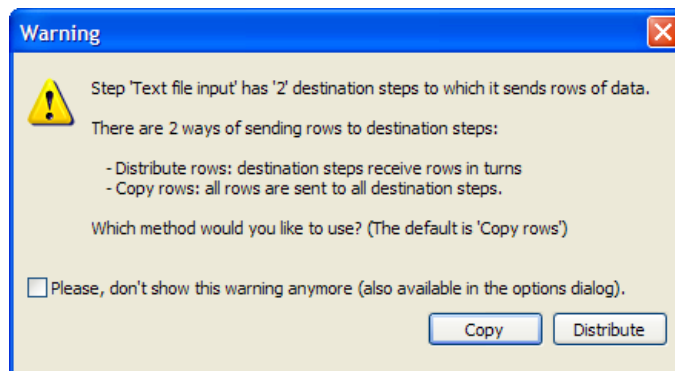 Warning
Step 'Text file input' has '2' destination steps to which it sends rows of data.
There are 2 ways of sending rows to destination steps:
- Distribute rows: destination steps receive rows in turns
- Copy rows: all rows are sent to all destination steps.
Which method would you like to use? (The default is 'Copy rows')
Please, don't show this warning anymore (also available in the options dialog).
Copy
Distribute